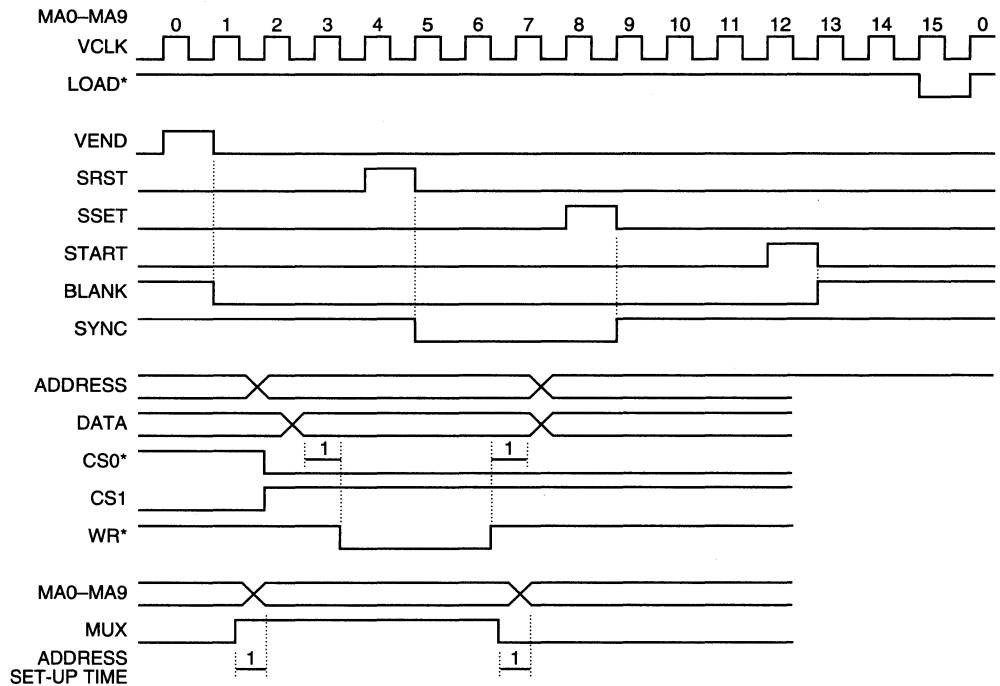 MA0–MA9
0 1 2 3 4 5 6 7 8 9 10 11 12 13 14 15 0
VCLK
LOAD*
VEND
SRST
SSET
START
BLANK
SYNC
ADDRESS
DATA
1 1
CS0*
CS1
WR*
MA0–MA9
MUX
ADDRESS
SET-UP TIME
1 1